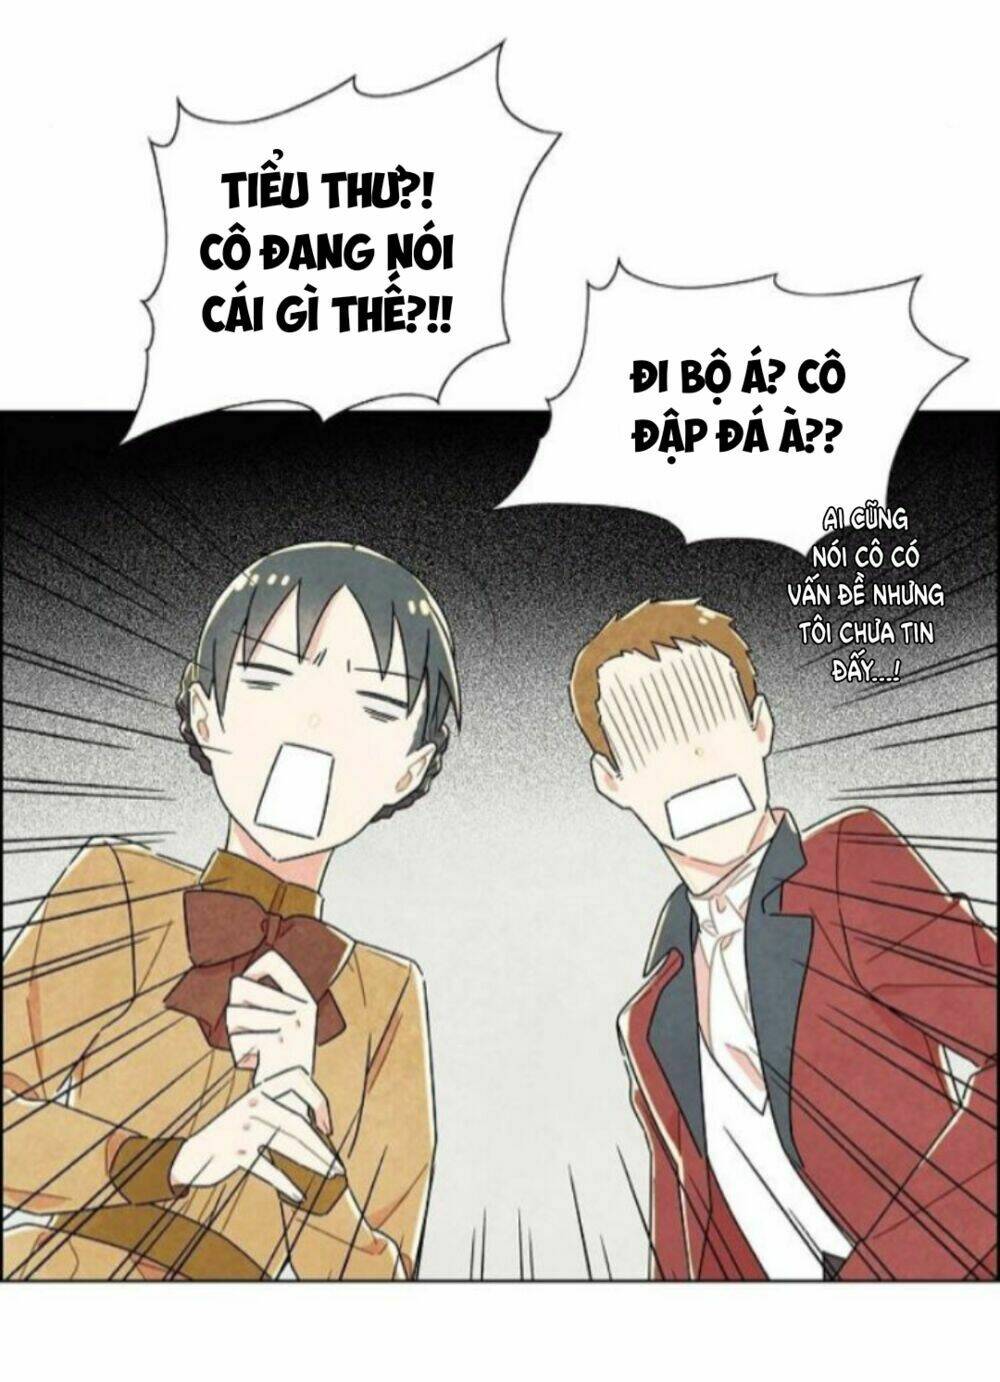 TIỂU THƯ?!
CÔ ĐANG NÓI
CÁI GÌ THẾ?!!
ĐI BỘ Á? CÔ
ĐẬP ĐÁ À??
AI CŨNG
NÓI CÔ CÓ
VẤN ĐỀ NHƯNG
TÔI CHƯA TIN
ĐẤY...!